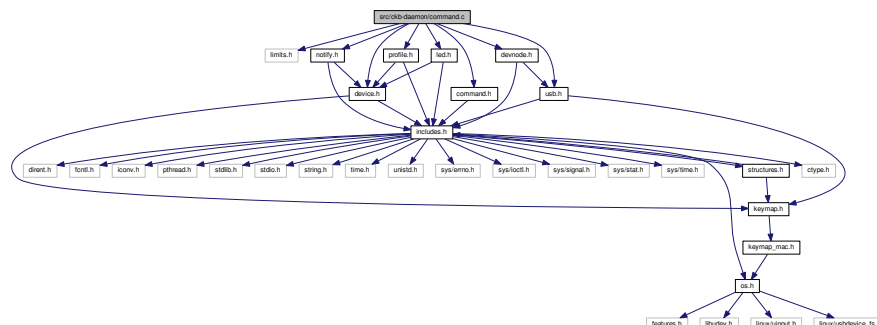 src/ckb-daemon/command.c
limits.h
notify.h
profile.h
led.h
devnode.h
device.h
command.h
usb.h
includes.h
dirent.h
fcntl.h
iconv.h
pthread.h
stdlib.h
stdio.h
string.h
time.h
unistd.h
sys/errno.h
sys/ioctl.h
sys/signal.h
sys/stat.h
sys/time.h
structures.h
ctype.h
keymap.h
keymap_mac.h
os.h
features.h
libudev.h
linux/uinput.h
linux/usbdevice_fs